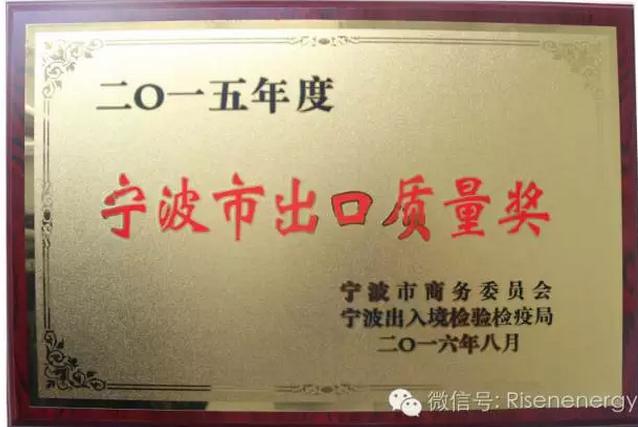 二〇一五年度
宁波市出口质量奖
宁波市商务委员会
宁波出入境检验检疫局
二〇一六年八月
微信号: Risenenergy